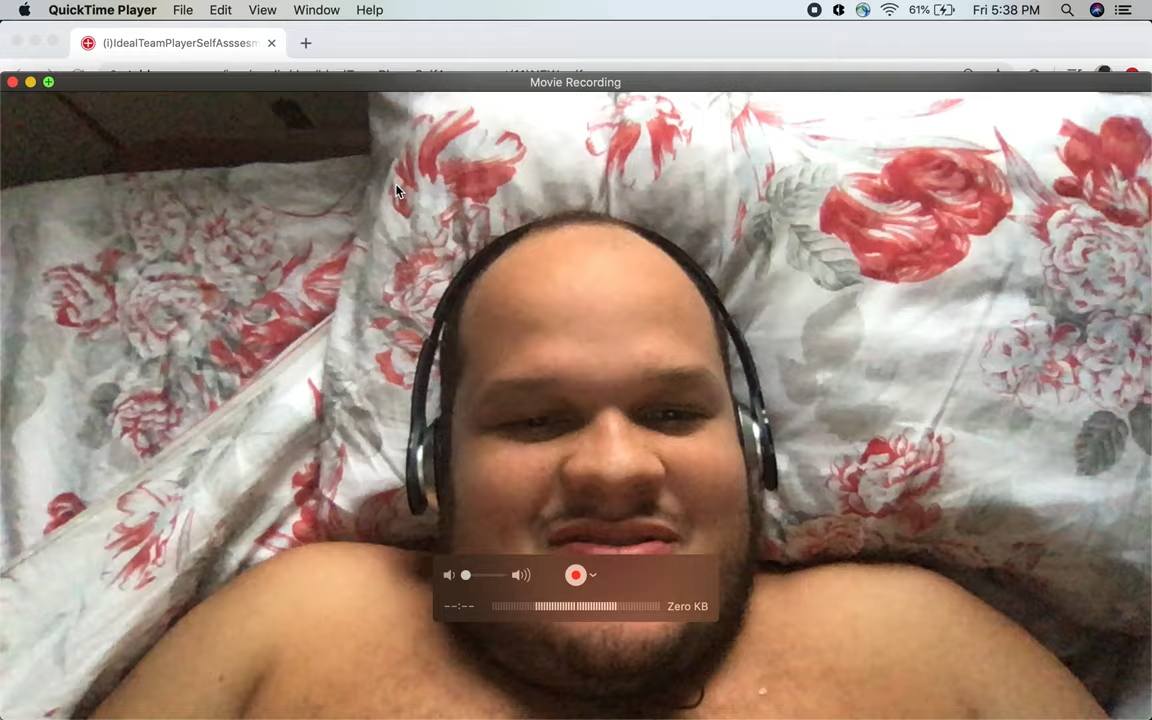 QuickTime Player File Edit View Window Help 61% Fri 5:38 PM
(i)IdealTeamPlayerSelfAsssesm
Movie Recording
--:-- Zero KB